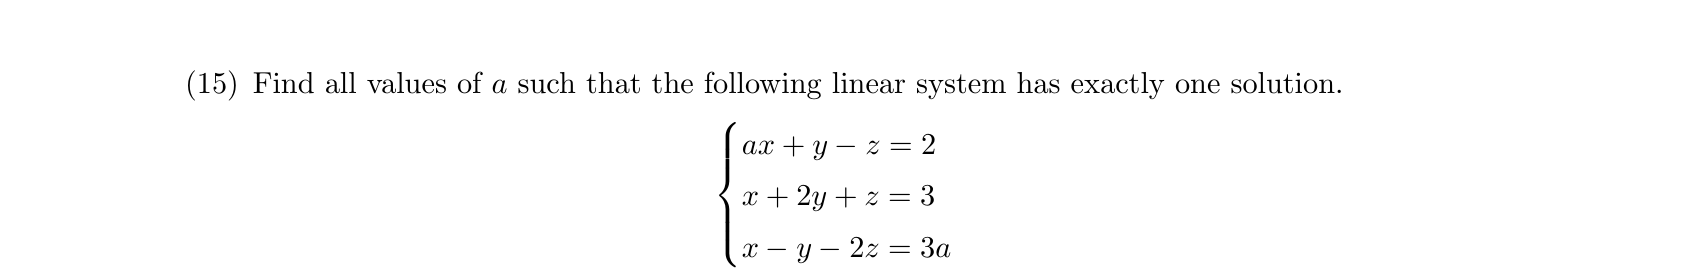 (15) Find all values of a such that the following linear system has exactly one solution.
ax + y − z = 2
x + 2y + z = 3
x − y − 2z = 3a